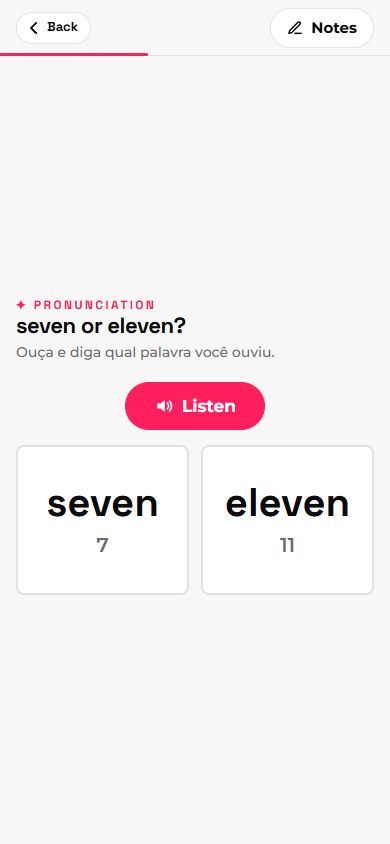 Back
Notes
PRONUNCIATION
seven or eleven?
Ouça e diga qual palavra você ouviu.
Listen
seven
7
eleven
11